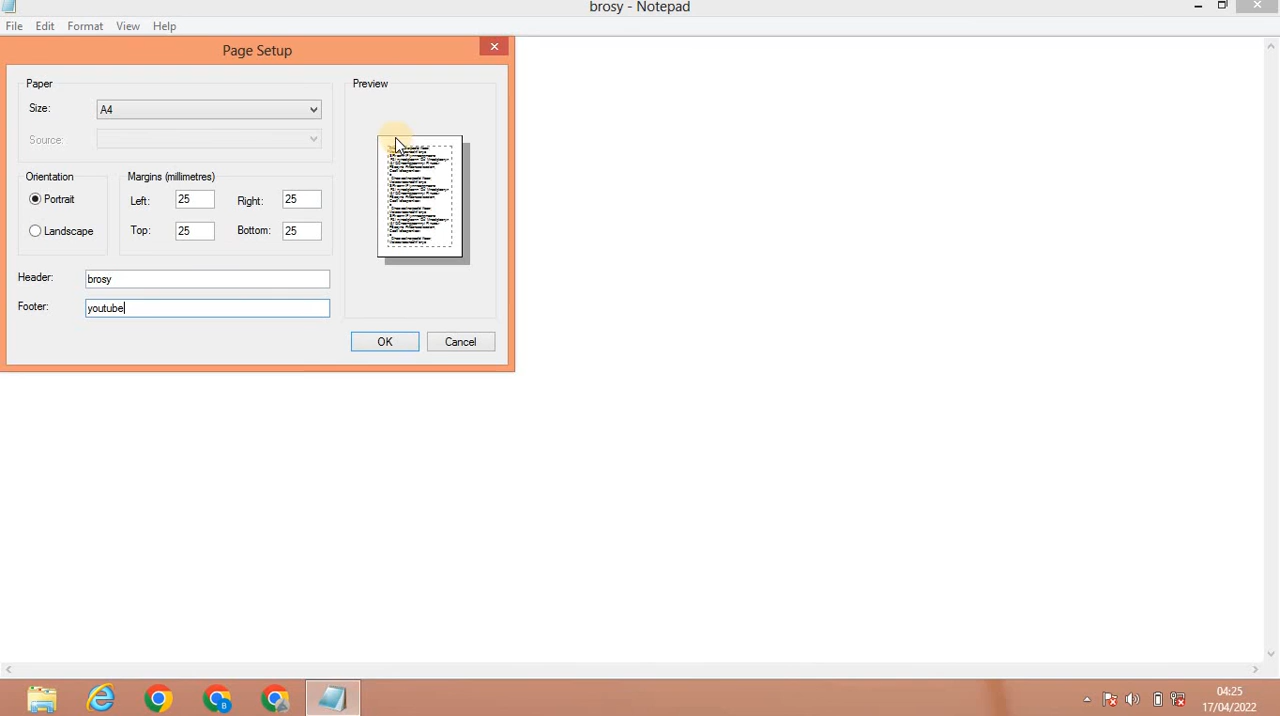 brosy - Notepad
File Edit Format View Help
Page Setup
Paper
Size: A4
Source:
Preview
Orientation
Portrait
Landscape
Margins (millimetres)
Left: 25 Right: 25
Top: 25 Bottom: 25
Header: brosy
Footer: youtube
OK Cancel
B
04:25
17/04/2022